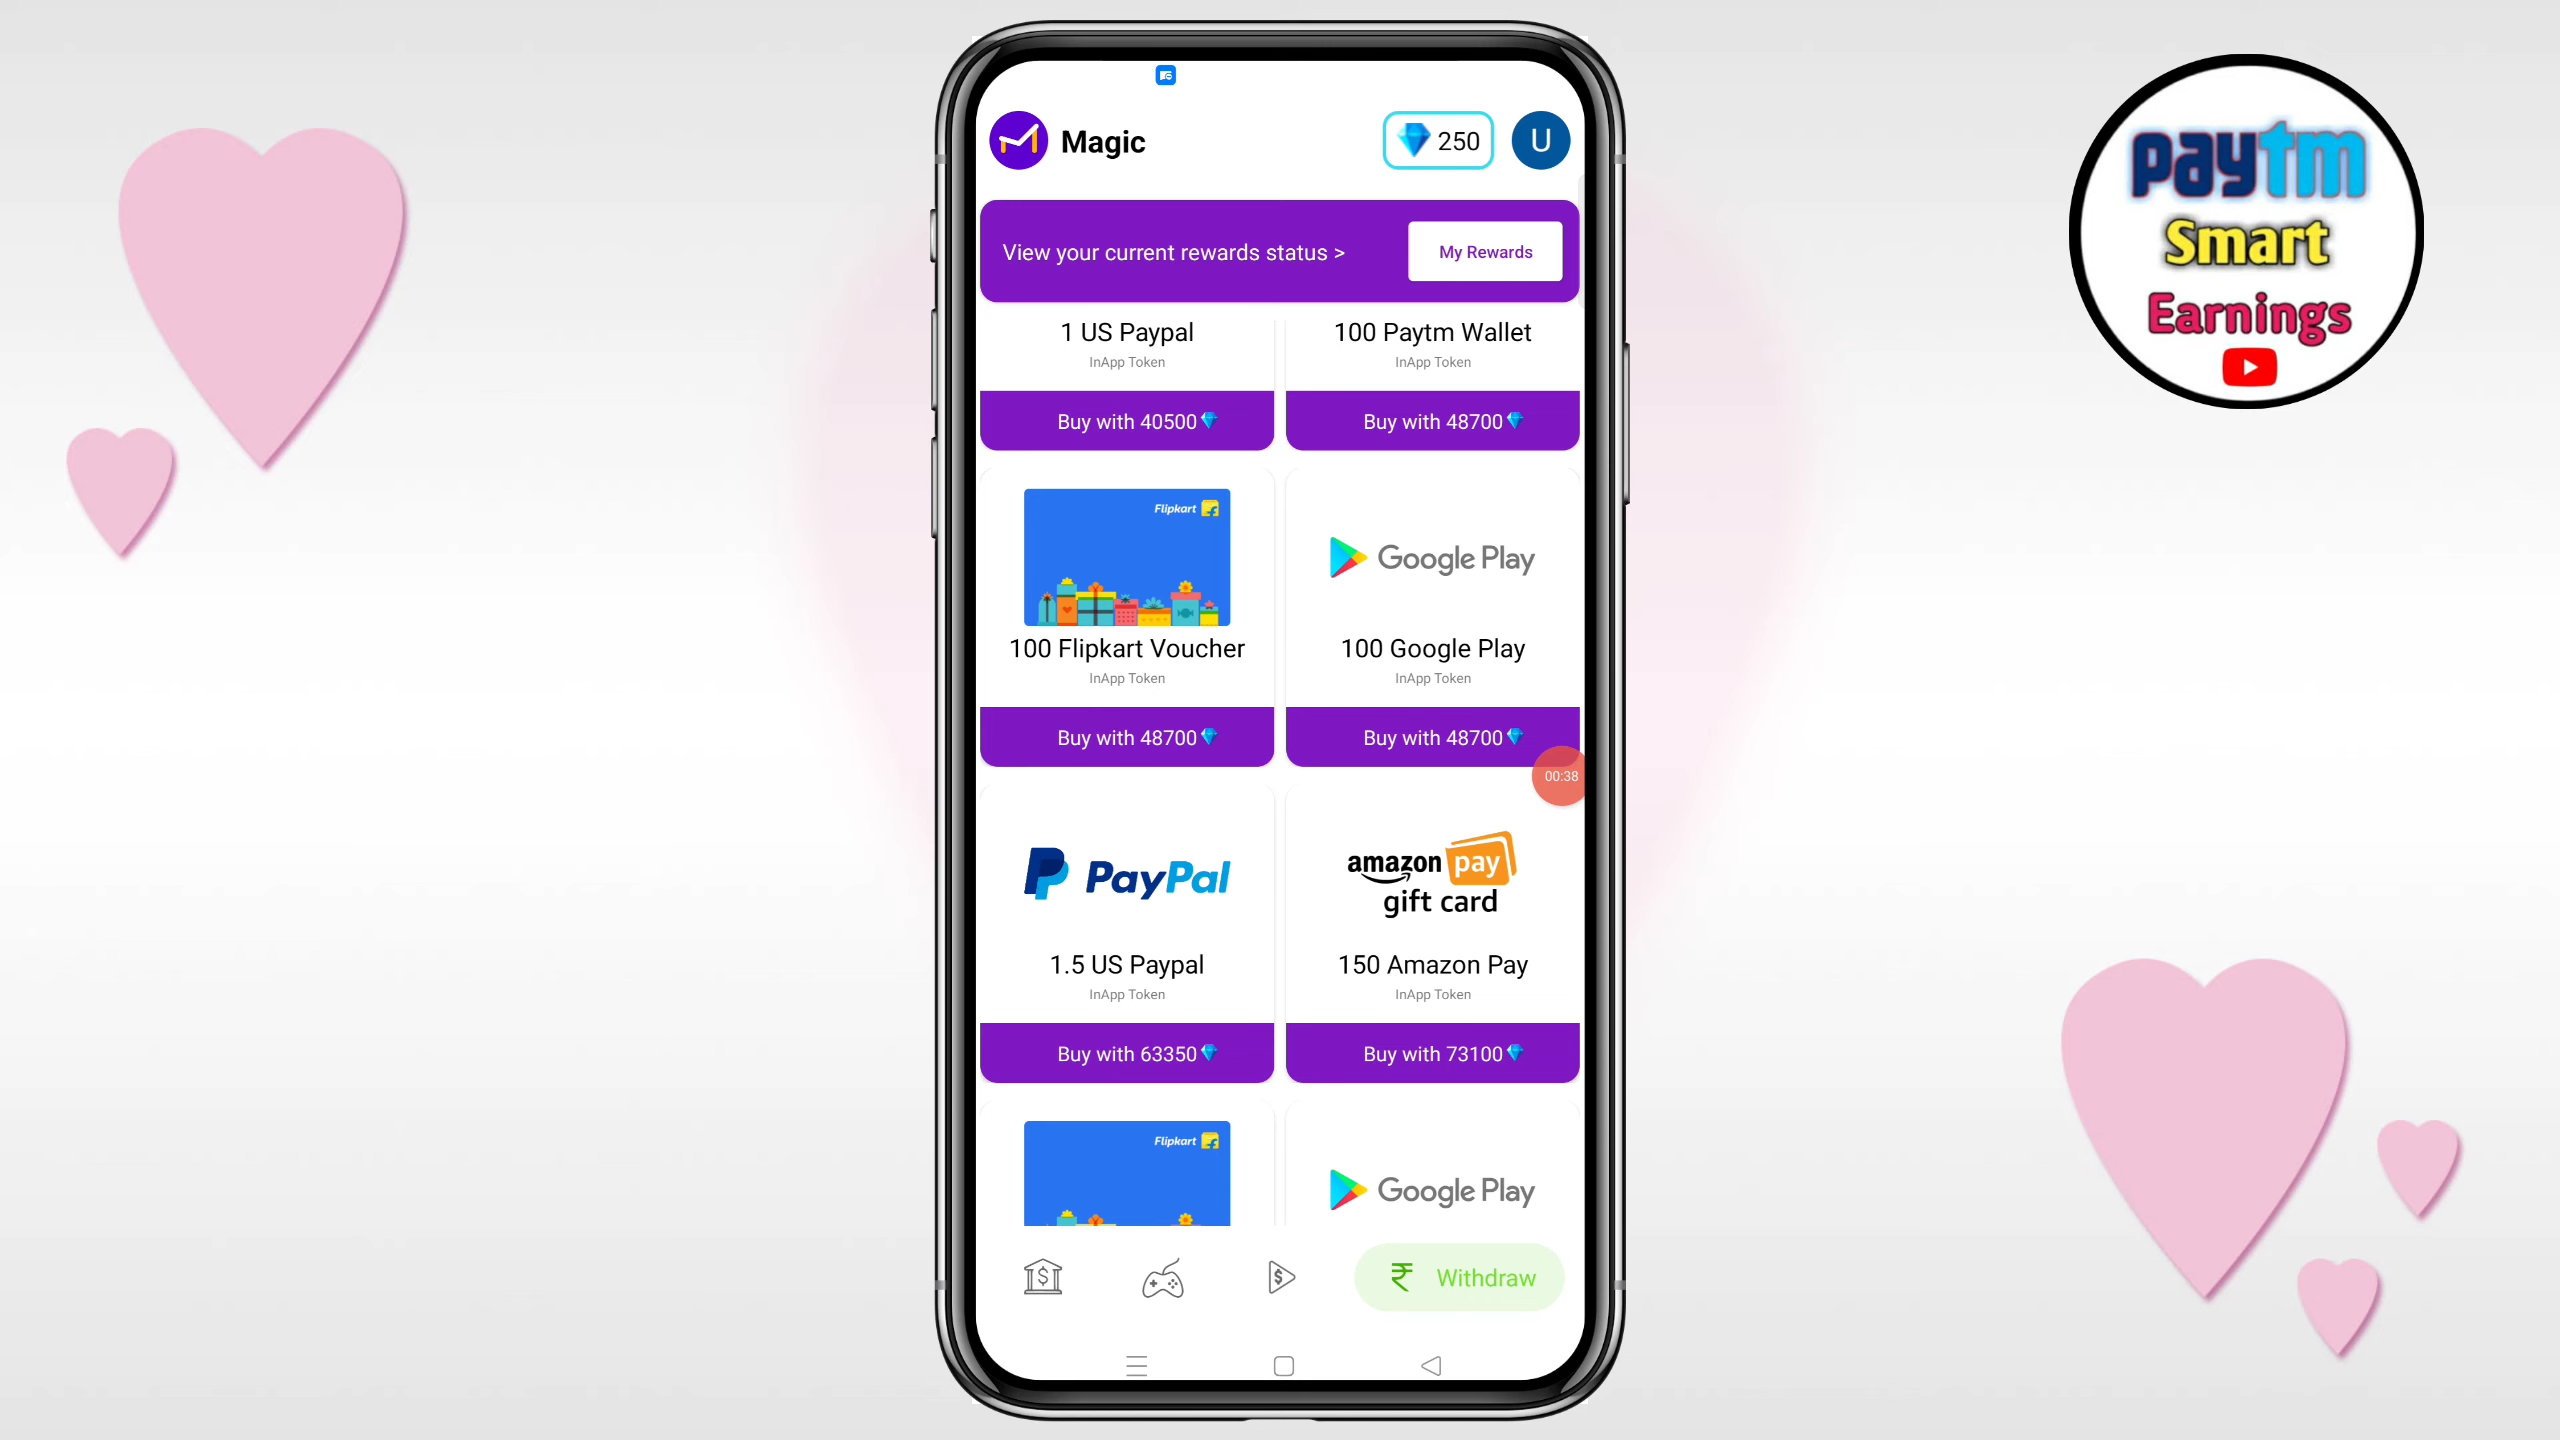 Magic
250
U
View your current rewards status >
My Rewards
1 US Paypal
InApp Token
Buy with 40500
100 Paytm Wallet
InApp Token
Buy with 48700
Flipkart
100 Flipkart Voucher
InApp Token
Buy with 48700
Google Play
100 Google Play
InApp Token
Buy with 48700
00:38
PayPal
1.5 US Paypal
InApp Token
Buy with 63350
amazon pay
gift card
150 Amazon Pay
InApp Token
Buy with 73100
Flipkart
Google Play
₹ Withdraw
paytm
Smart
Earnings